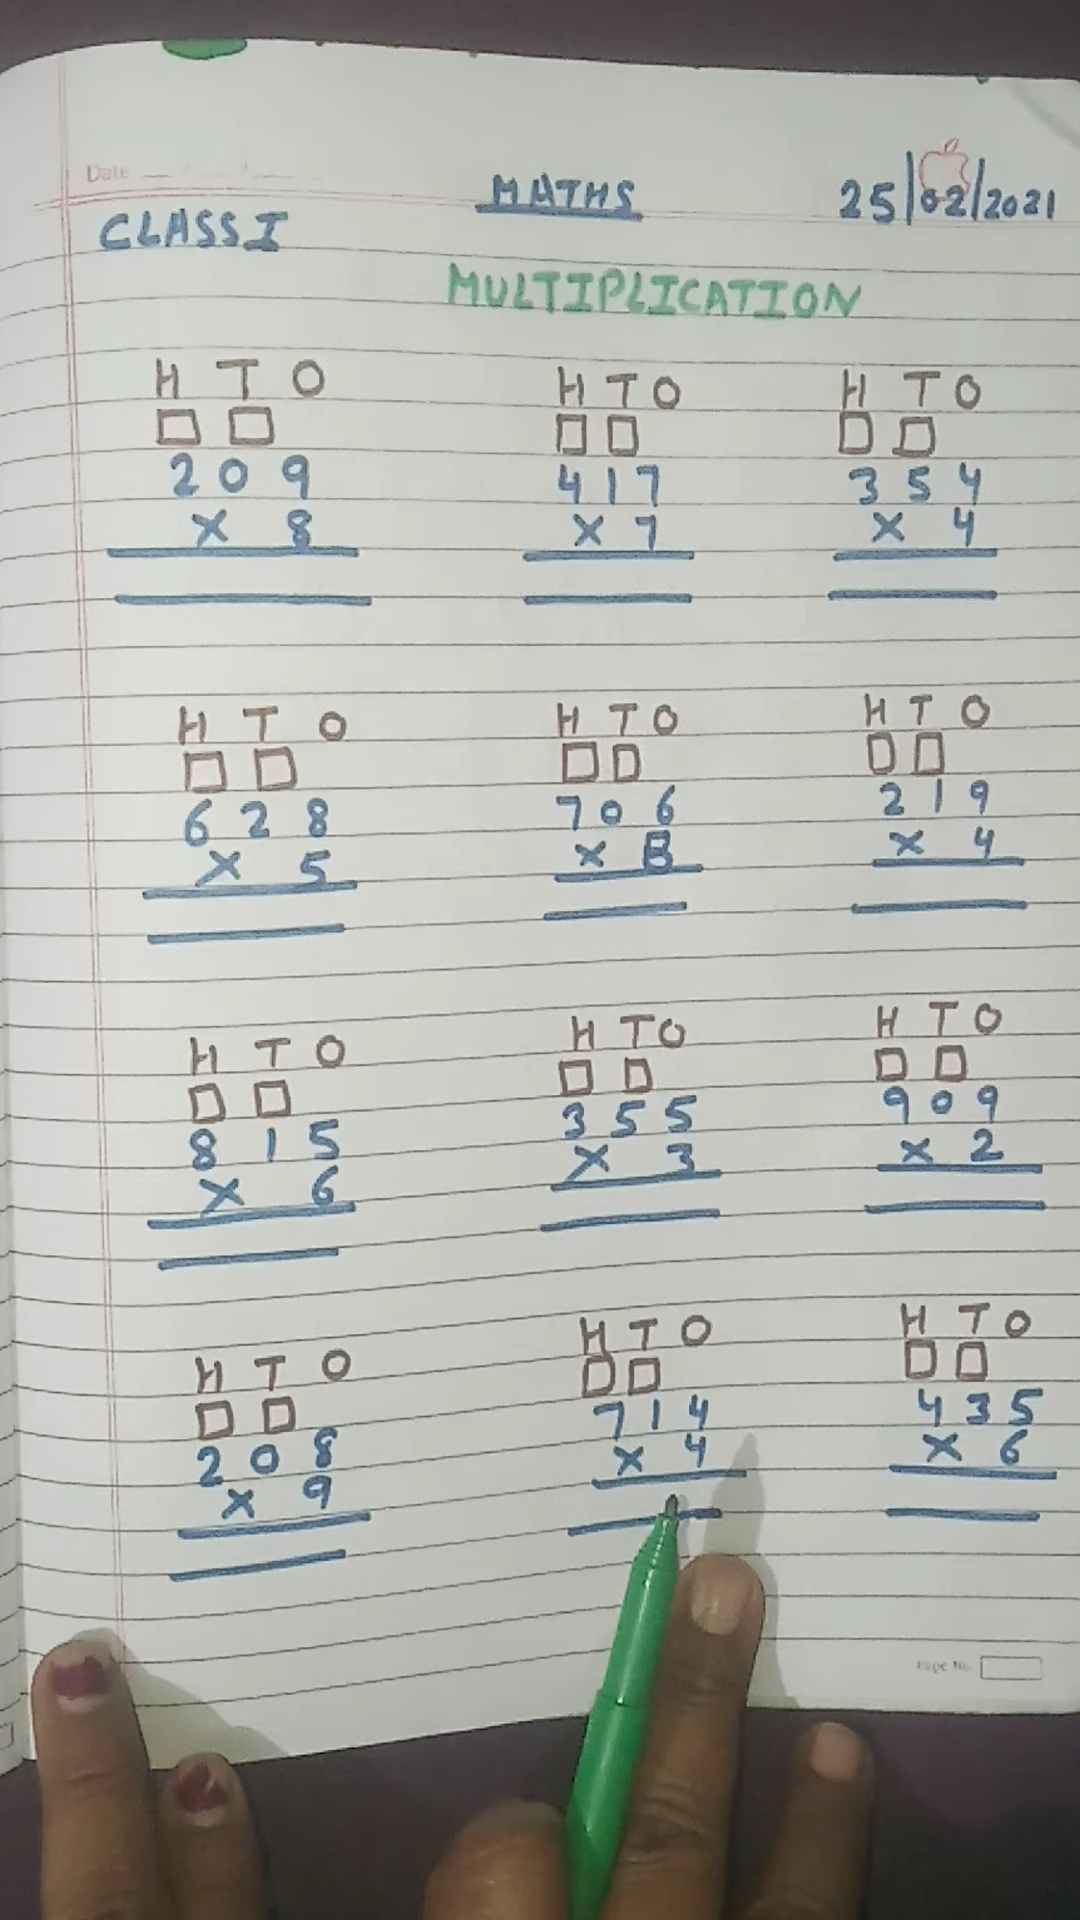 Date
MATHS
25/02/2021
CLASS I
MULTIPLICATION
H T O H T O H T O
209 417 354
× 8 × 7 × 4
H T O H T O H T O
628 706 219
× 5 × 8 × 4
H T O H T O H T O
815 355 909
× 6 × 3 × 2
H T O H T O H T O
208 714 435
× 9 × 4 × 6
Page No.